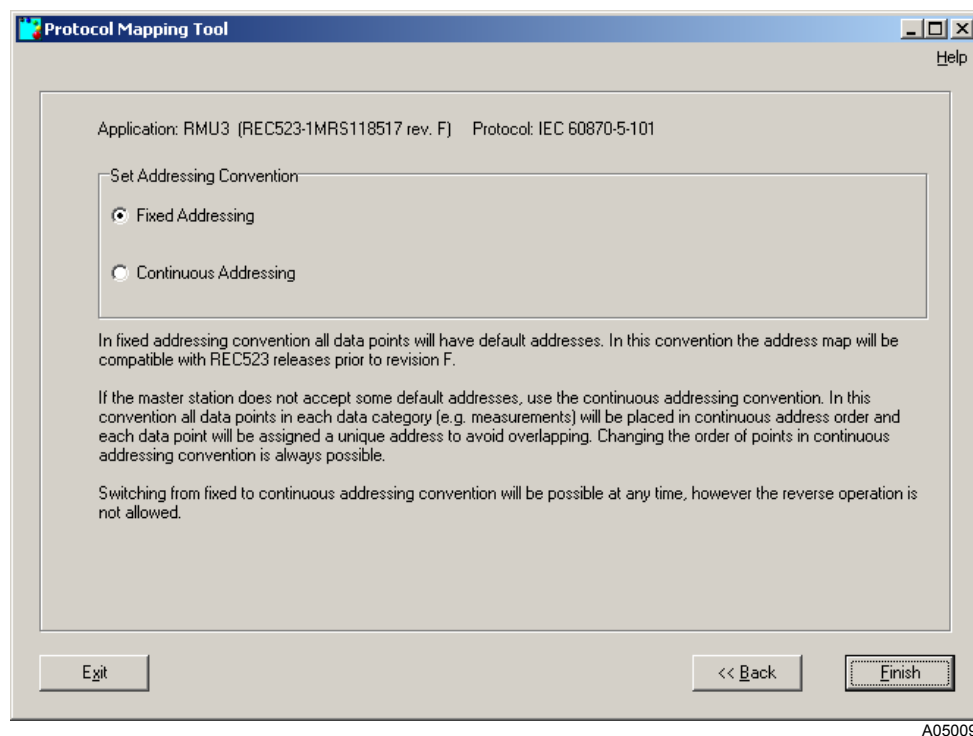 Protocol Mapping Tool
Help
Application: RMU3 (REC523-1MRS118517 rev. F) Protocol: IEC 60870-5-101
Set Addressing Convention
Fixed Addressing
Continuous Addressing
In fixed addressing convention all data points will have default addresses. In this convention the address map will be
compatible with REC523 releases prior to revision F.
If the master station does not accept some default addresses, use the continuous addressing convention. In this
convention all data points in each data category (e.g. measurements) will be placed in continuous address order and
each data point will be assigned a unique address to avoid overlapping. Changing the order of points in continuous
addressing convention is always possible.
Switching from fixed to continuous addressing convention will be possible at any time, however the reverse operation is
not allowed.
Exit
<< Back
Finish
A05009